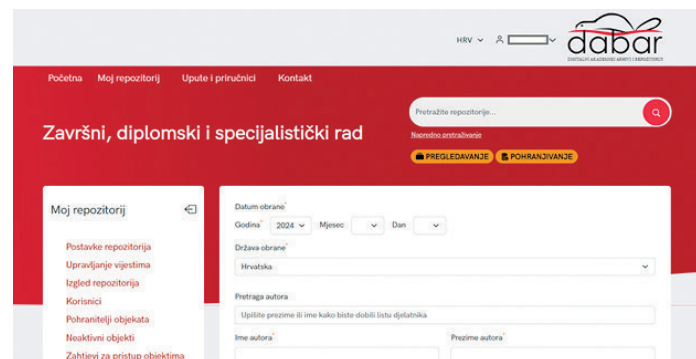 HRV
dabar
DIGITALNI AKADEMSKI ARHIVI I REPOZITORIJI
Početna Moj repozitorij Upute i priručnici Kontakt
Pretražite repozitorije...
Završni, diplomski i specijalistički rad
Napredno pretraživanje
PREGLEDAVANJE POHRANJIVANJE
Moj repozitorij
Postavke repozitorija
Upravljanje vijestima
Izgled repozitorija
Korisnici
Pohranitelji objekata
Neaktivni objekti
Zahtjevi za pristup objektima
Datum obrane*
Godina* 2024 Mjesec Dan
Država obrane*
Hrvatska
Pretraga autora
Upišite prezime ili ime kako biste dobili listu djelatnika
Ime autora* Prezime autora*